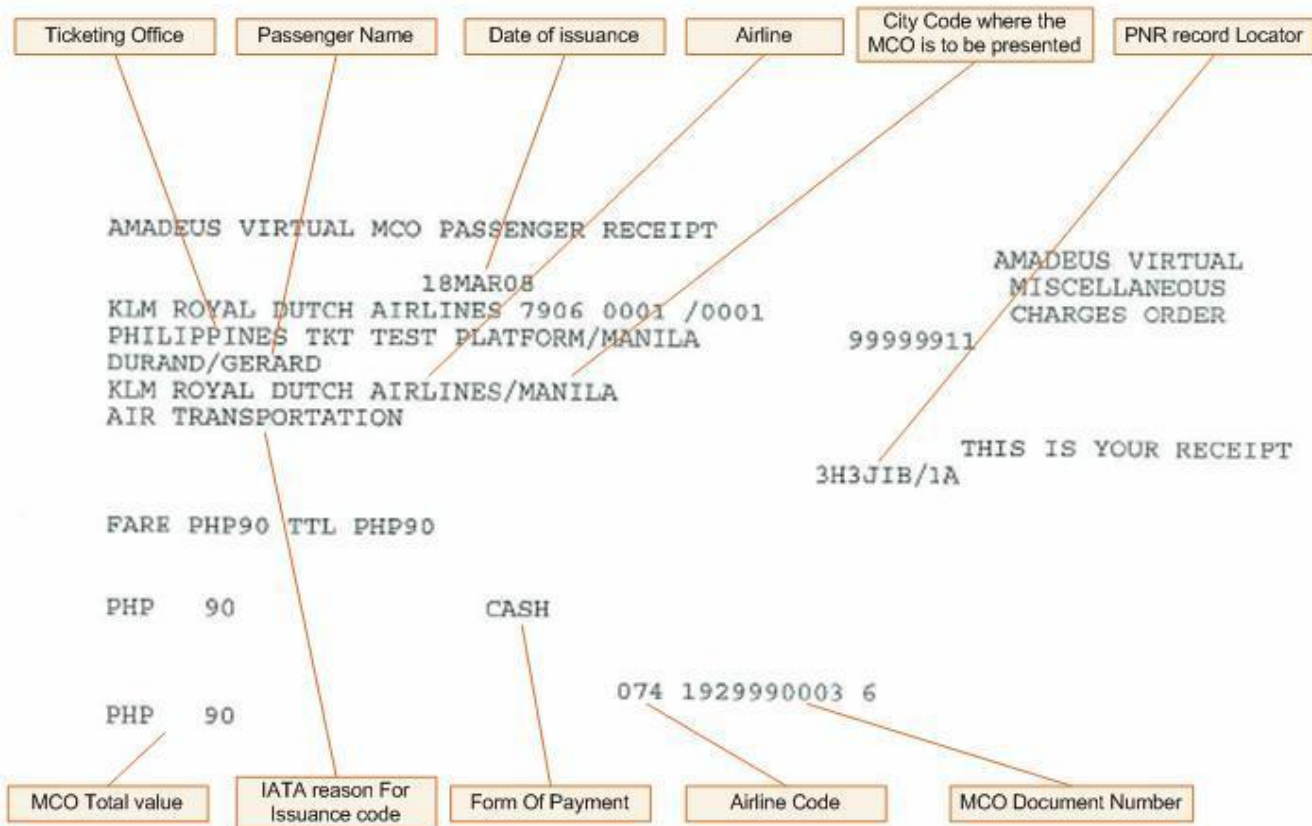 Ticketing Office
Passenger Name
Date of issuance
Airline
City Code where the
MCO is to be presented
PNR record Locator
AMADEUS VIRTUAL MCO PASSENGER RECEIPT
18MAR08
AMADEUS VIRTUAL
MISCELLANEOUS
CHARGES ORDER
KLM ROYAL DUTCH AIRLINES 7906 0001 /0001
PHILIPPINES TKT TEST PLATFORM/MANILA
99999911
DURAND/GERARD
KLM ROYAL DUTCH AIRLINES/MANILA
AIR TRANSPORTATION
THIS IS YOUR RECEIPT
3H3JIB/1A
FARE PHP90 TTL PHP90
PHP 90
CASH
074 1929990003 6
PHP 90
MCO Total value
IATA reason For
Issuance code
Form Of Payment
Airline Code
MCO Document Number